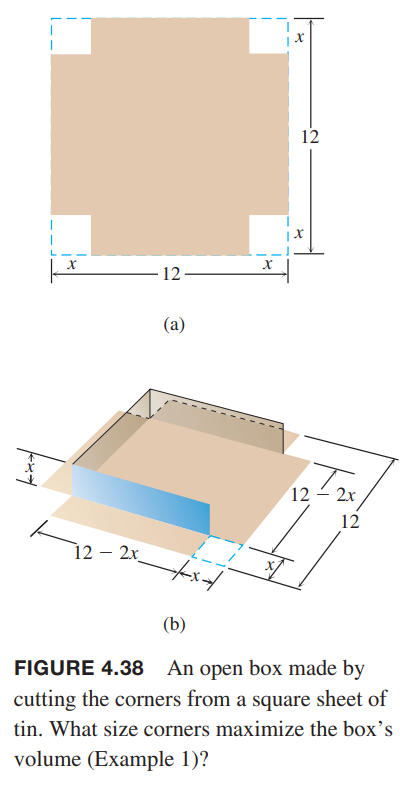 x
12
x
x
12
x
(a)
x
12 – 2x
12
12 – 2x
x
x
(b)
FIGURE 4.38 An open box made by
cutting the corners from a square sheet of
tin. What size corners maximize the box’s
volume (Example 1)?